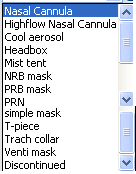 Nasal Cannula
Highflow Nasal Cannula
Cool aerosol
Headbox
Mist tent
NRB mask
PRB mask
PRN
simple mask
T-piece
Trach collar
Venti mask
Discontinued